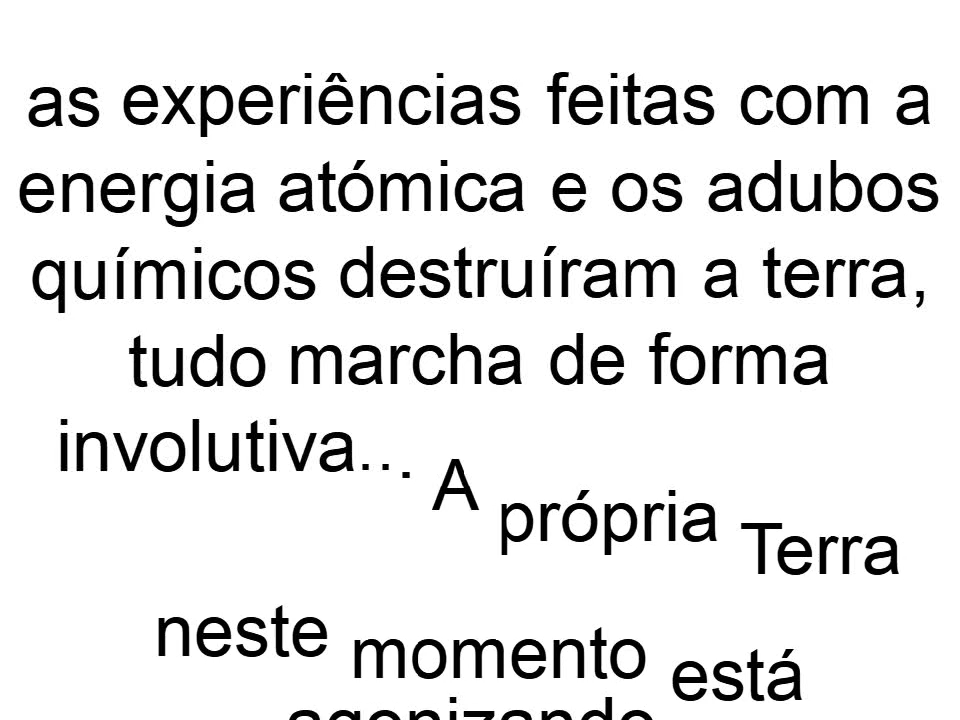 as experiências feitas com a
energia atómica e os adubos
químicos destruíram a terra,
tudo marcha de forma
involutiva... A própria Terra
neste momento está
agonizando